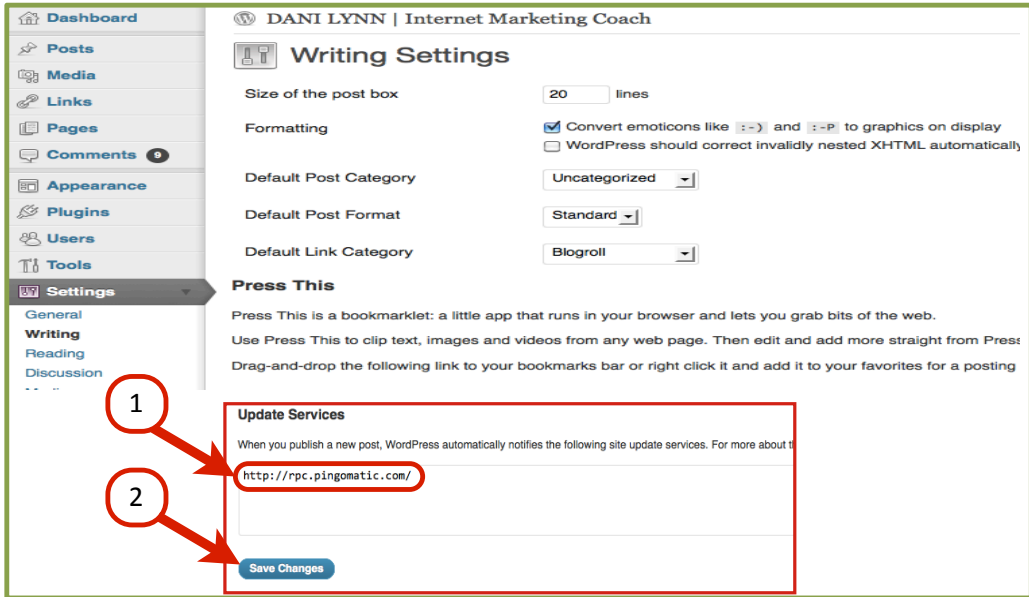 Dashboard
Posts
Media
Links
Pages
Comments 9
Appearance
Plugins
Users
Tools
Settings
General
Writing
Reading
Discussion
DANI LYNN | Internet Marketing Coach
Writing Settings
Size of the post box 20 lines
Formatting Convert emoticons like :-) and :-P to graphics on display
WordPress should correct invalidly nested XHTML automatically
Default Post Category Uncategorized
Default Post Format Standard
Default Link Category Blogroll
Press This
Press This is a bookmarklet: a little app that runs in your browser and lets you grab bits of the web.
Use Press This to clip text, images and videos from any web page. Then edit and add more straight from Press
Drag-and-drop the following link to your bookmarks bar or right click it and add it to your favorites for a posting
1
Update Services
When you publish a new post, WordPress automatically notifies the following site update services. For more about
http://rpc.pingomatic.com/
2
Save Changes